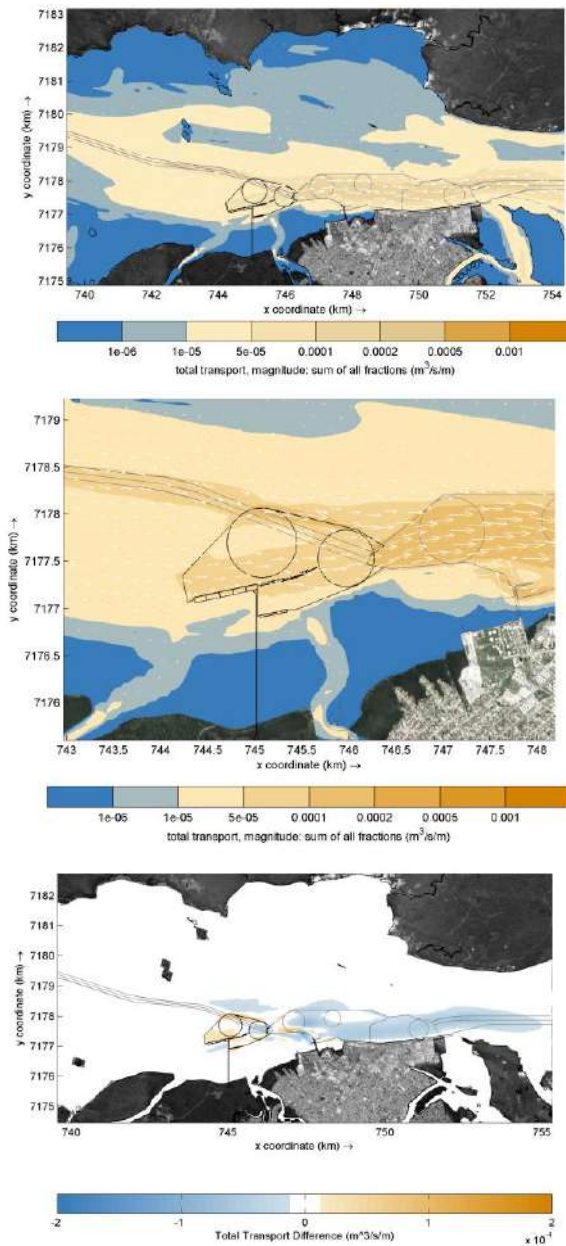 7183
7182
7181
7180
7179
7178
7177
7176
7175
y coordinate (km) →
740 742 744 746 748 750 752 754
x coordinate (km) →
1e-06 1e-05 5e-05 0.0001 0.0002 0.0005 0.001
total transport, magnitude: sum of all fractions (m³/s/m)
7179
7178.5
7178
7177.5
7177
7176.5
7176
y coordinate (km) →
743 743.5 744 744.5 745 745.5 746 746.5 747 747.5 748
x coordinate (km) →
1e-06 1e-05 5e-05 0.0001 0.0002 0.0005 0.001
total transport, magnitude: sum of all fractions (m³/s/m)
7182
7181
7180
7179
7178
7177
7176
7175
y coordinate (km) →
740 745 750 755
x coordinate (km) →
-2 -1 0 1 2
Total Transport Difference (m^3/s/m)